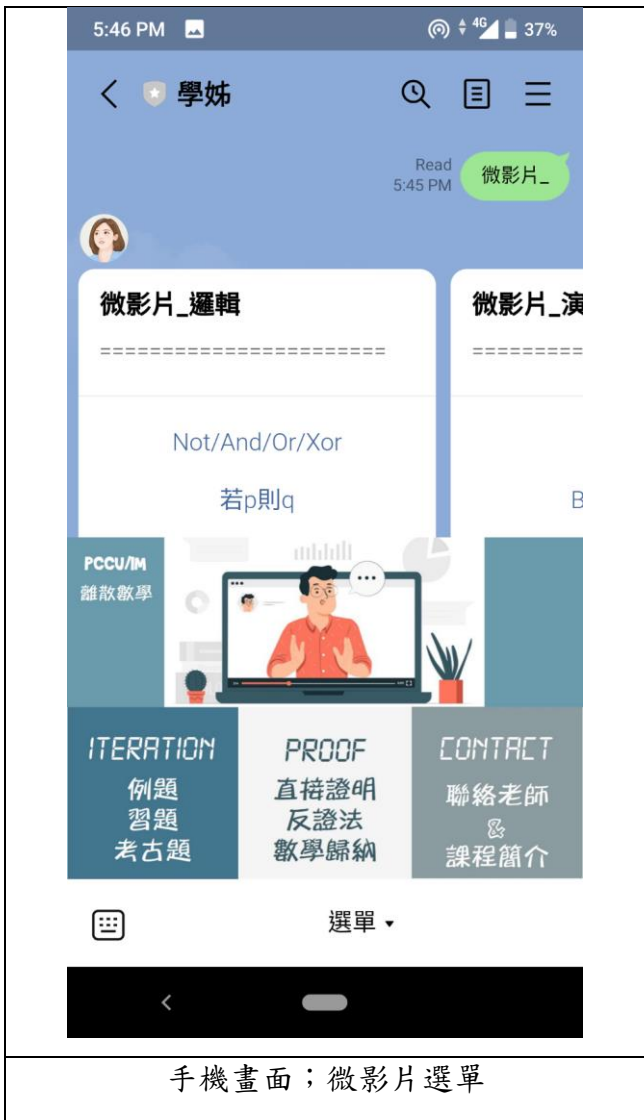 5:46 PM
4G
37%
學姊
Read
5:45 PM
微影片_
微影片_邏輯
=======================
Not/And/Or/Xor
若p則q
微影片_演
=========
B
PCCU/IM
離散數學
ITERATION
例題
習題
考古題
PROOF
直接證明
反證法
數學歸納
CONTACT
聯絡老師
&
課程簡介
選單
手機畫面；微影片選單